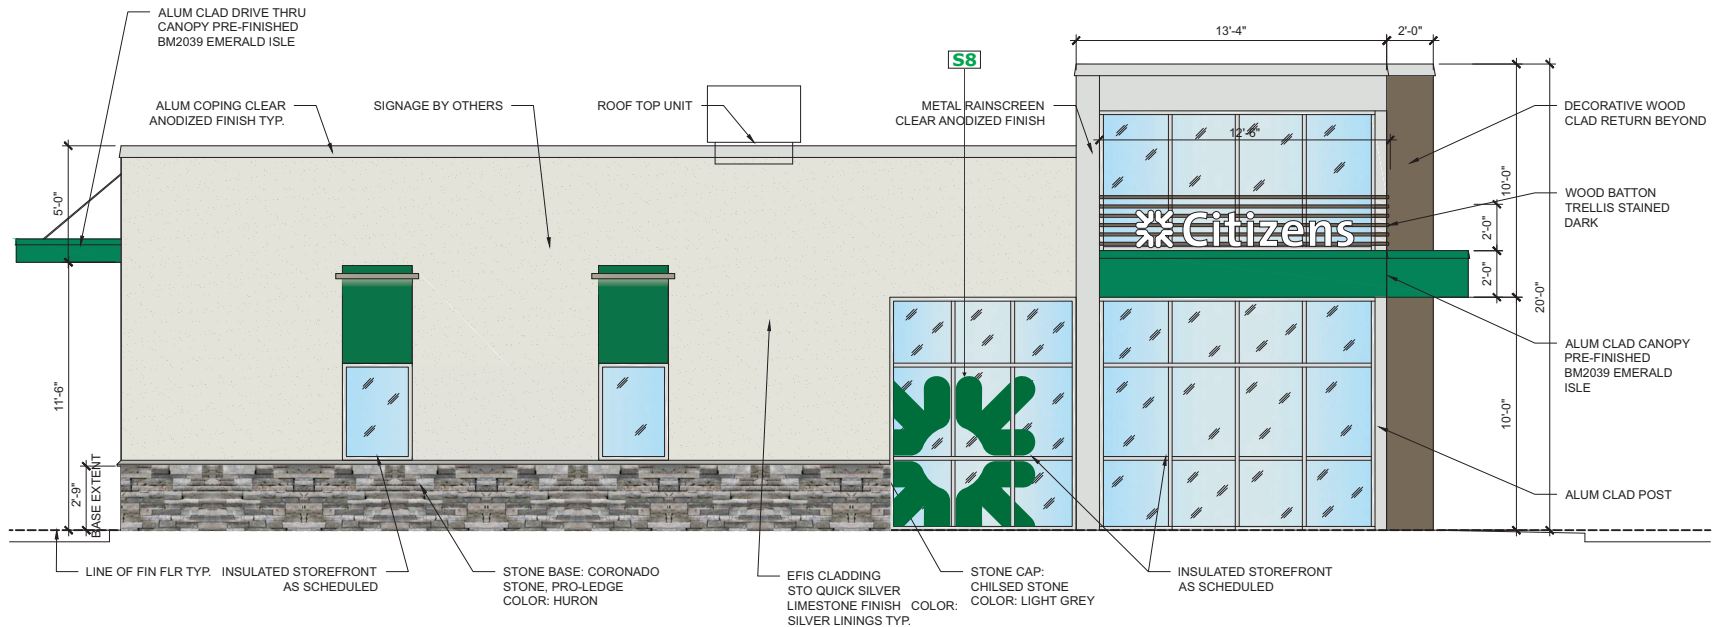 ALUM CLAD DRIVE THRU
CANOPY PRE-FINISHED
BM2039 EMERALD ISLE
ALUM COPING CLEAR
ANODIZED FINISH TYP.
SIGNAGE BY OTHERS
ROOF TOP UNIT
S8
METAL RAINSCREEN
CLEAR ANODIZED FINISH
13'-4"
2'-0"
12'-6"
DECORATIVE WOOD
CLAD RETURN BEYOND
WOOD BATTON
TRELLIS STAINED
DARK
Citizens
10'-0"
2'-0"
2'-0"
20'-0"
10'-0"
ALUM CLAD CANOPY
PRE-FINISHED
BM2039 EMERALD
ISLE
ALUM CLAD POST
5'-0"
11'-6"
2'-9"
BASE EXTENT
LINE OF FIN FLR TYP.
INSULATED STOREFRONT
AS SCHEDULED
STONE BASE: CORONADO
STONE, PRO-LEDGE
COLOR: HURON
EFIS CLADDING
STO QUICK SILVER
LIMESTONE FINISH COLOR:
SILVER LININGS TYP.
STONE CAP:
CHILSED STONE
COLOR: LIGHT GREY
INSULATED STOREFRONT
AS SCHEDULED